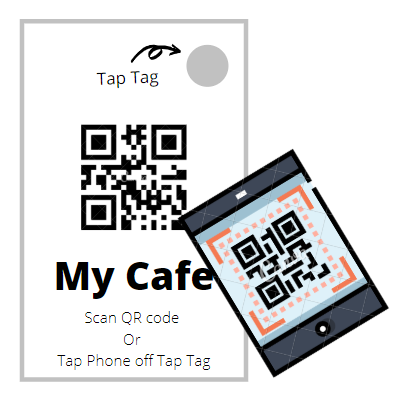 Tap Tag
My Cafe
Scan QR code
Or
Tap Phone off Tap Tag